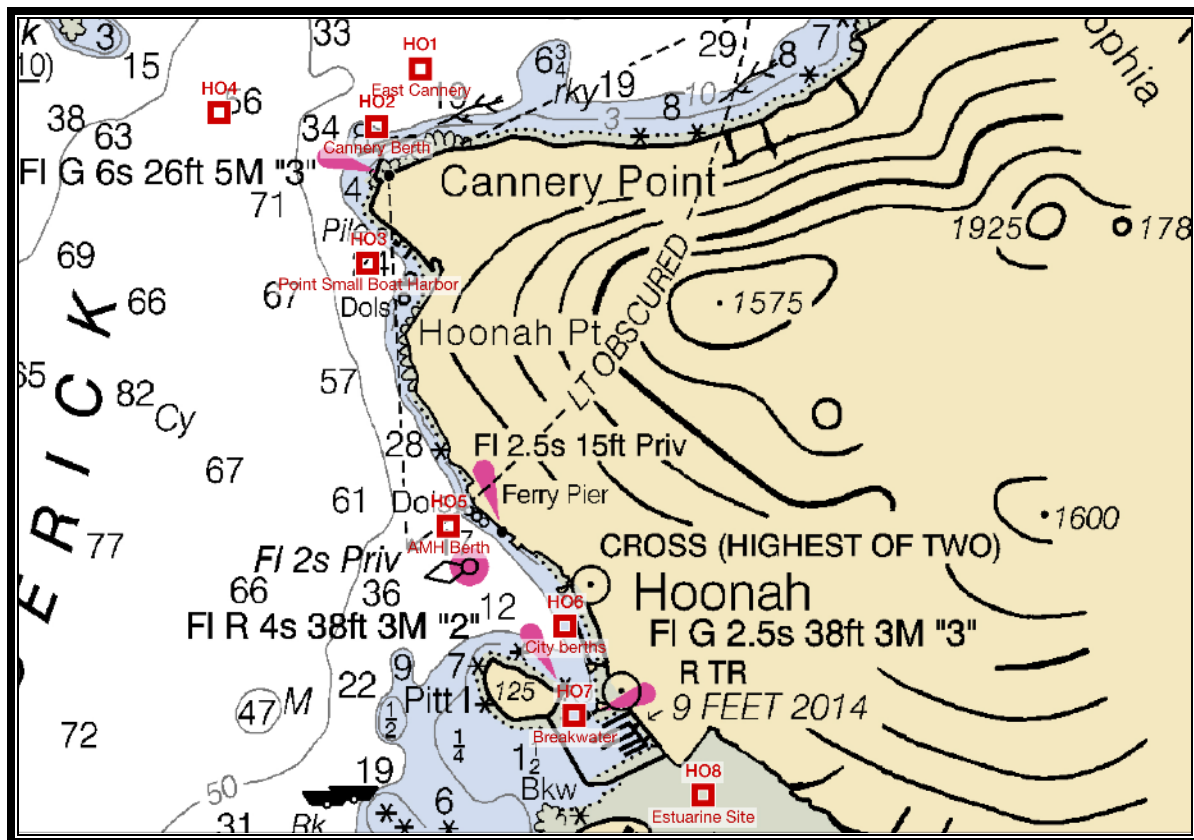 k
3
33
HO1
29
8
7
10)
15
6¾
ophia
HO4
56
East Cannery
19
rky
19
10
38
63
HO2
34
3
8
Cannery Berth
Fl G 6s 26ft 5M "3"
4
Cannery Point
71
1925
178
HO3
69
Point Small Boat Harbor
66
67
Dols
1575
Hoonah Pt
LT OBSCURED
57
82
Cy
28
Fl 2.5s 15ft Priv
67
61
HO5
Ferry Pier
1600
77
7
AMH Berth
CROSS (HIGHEST OF TWO)
Fl 2s Priv
66
36
12
HO6
Hoonah
Fl R 4s 38ft 3M "2"
City berths
Fl G 2.5s 38ft 3M "3"
9
7
R TR
22
Pitt I
125
HO7
9 FEET 2014
47
M
½
72
¼
Breakwater
1½
19
Bkw
HO8
50
6
Estuarine Site
31
Rk
E R I C K